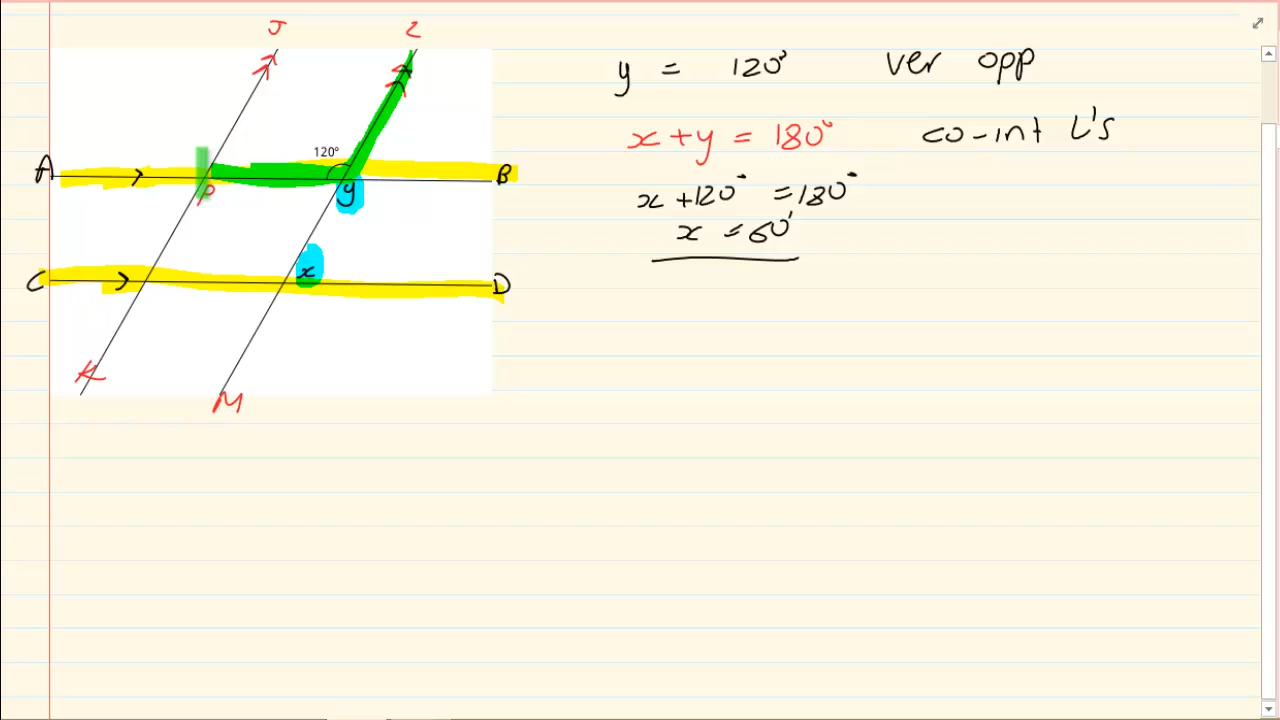 J
L
y = 120° ver opp
x + y = 180° co-int L's
120°
A
B
p
y
x + 120° = 180°
x = 60°
C
x
D
K
M